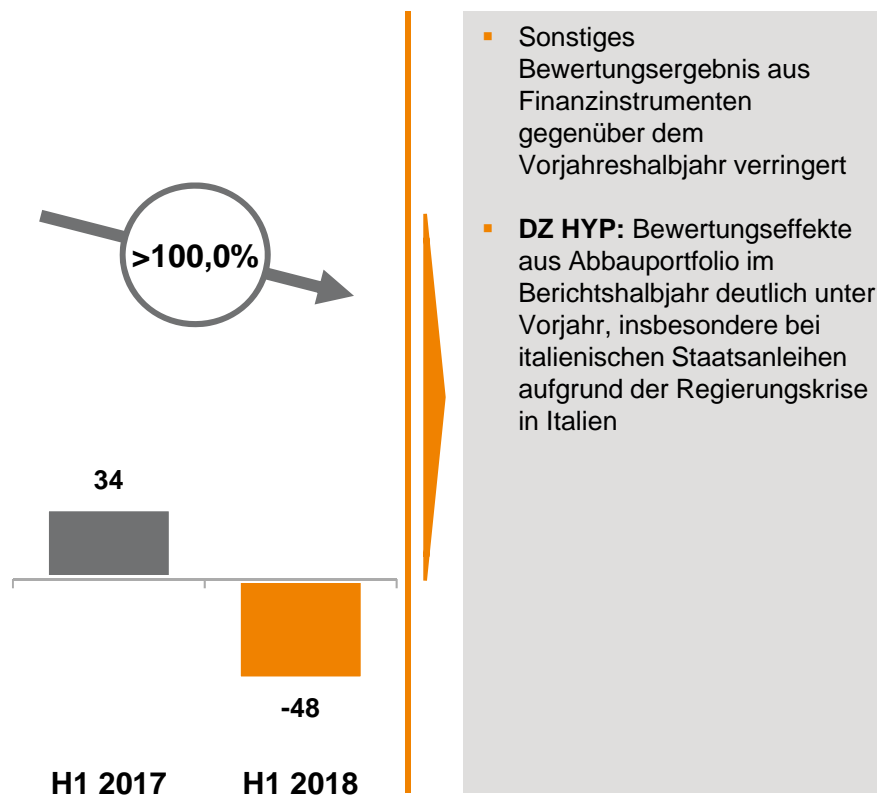 >100,0%
34
-48
H1 2017
H1 2018
▪ Sonstiges
Bewertungsergebnis aus
Finanzinstrumenten
gegenüber dem
Vorjahreshalbjahr verringert
▪ DZ HYP: Bewertungseffekte
aus Abbauportfolio im
Berichtshalbjahr deutlich unter
Vorjahr, insbesondere bei
italienischen Staatsanleihen
aufgrund der Regierungskrise
in Italien